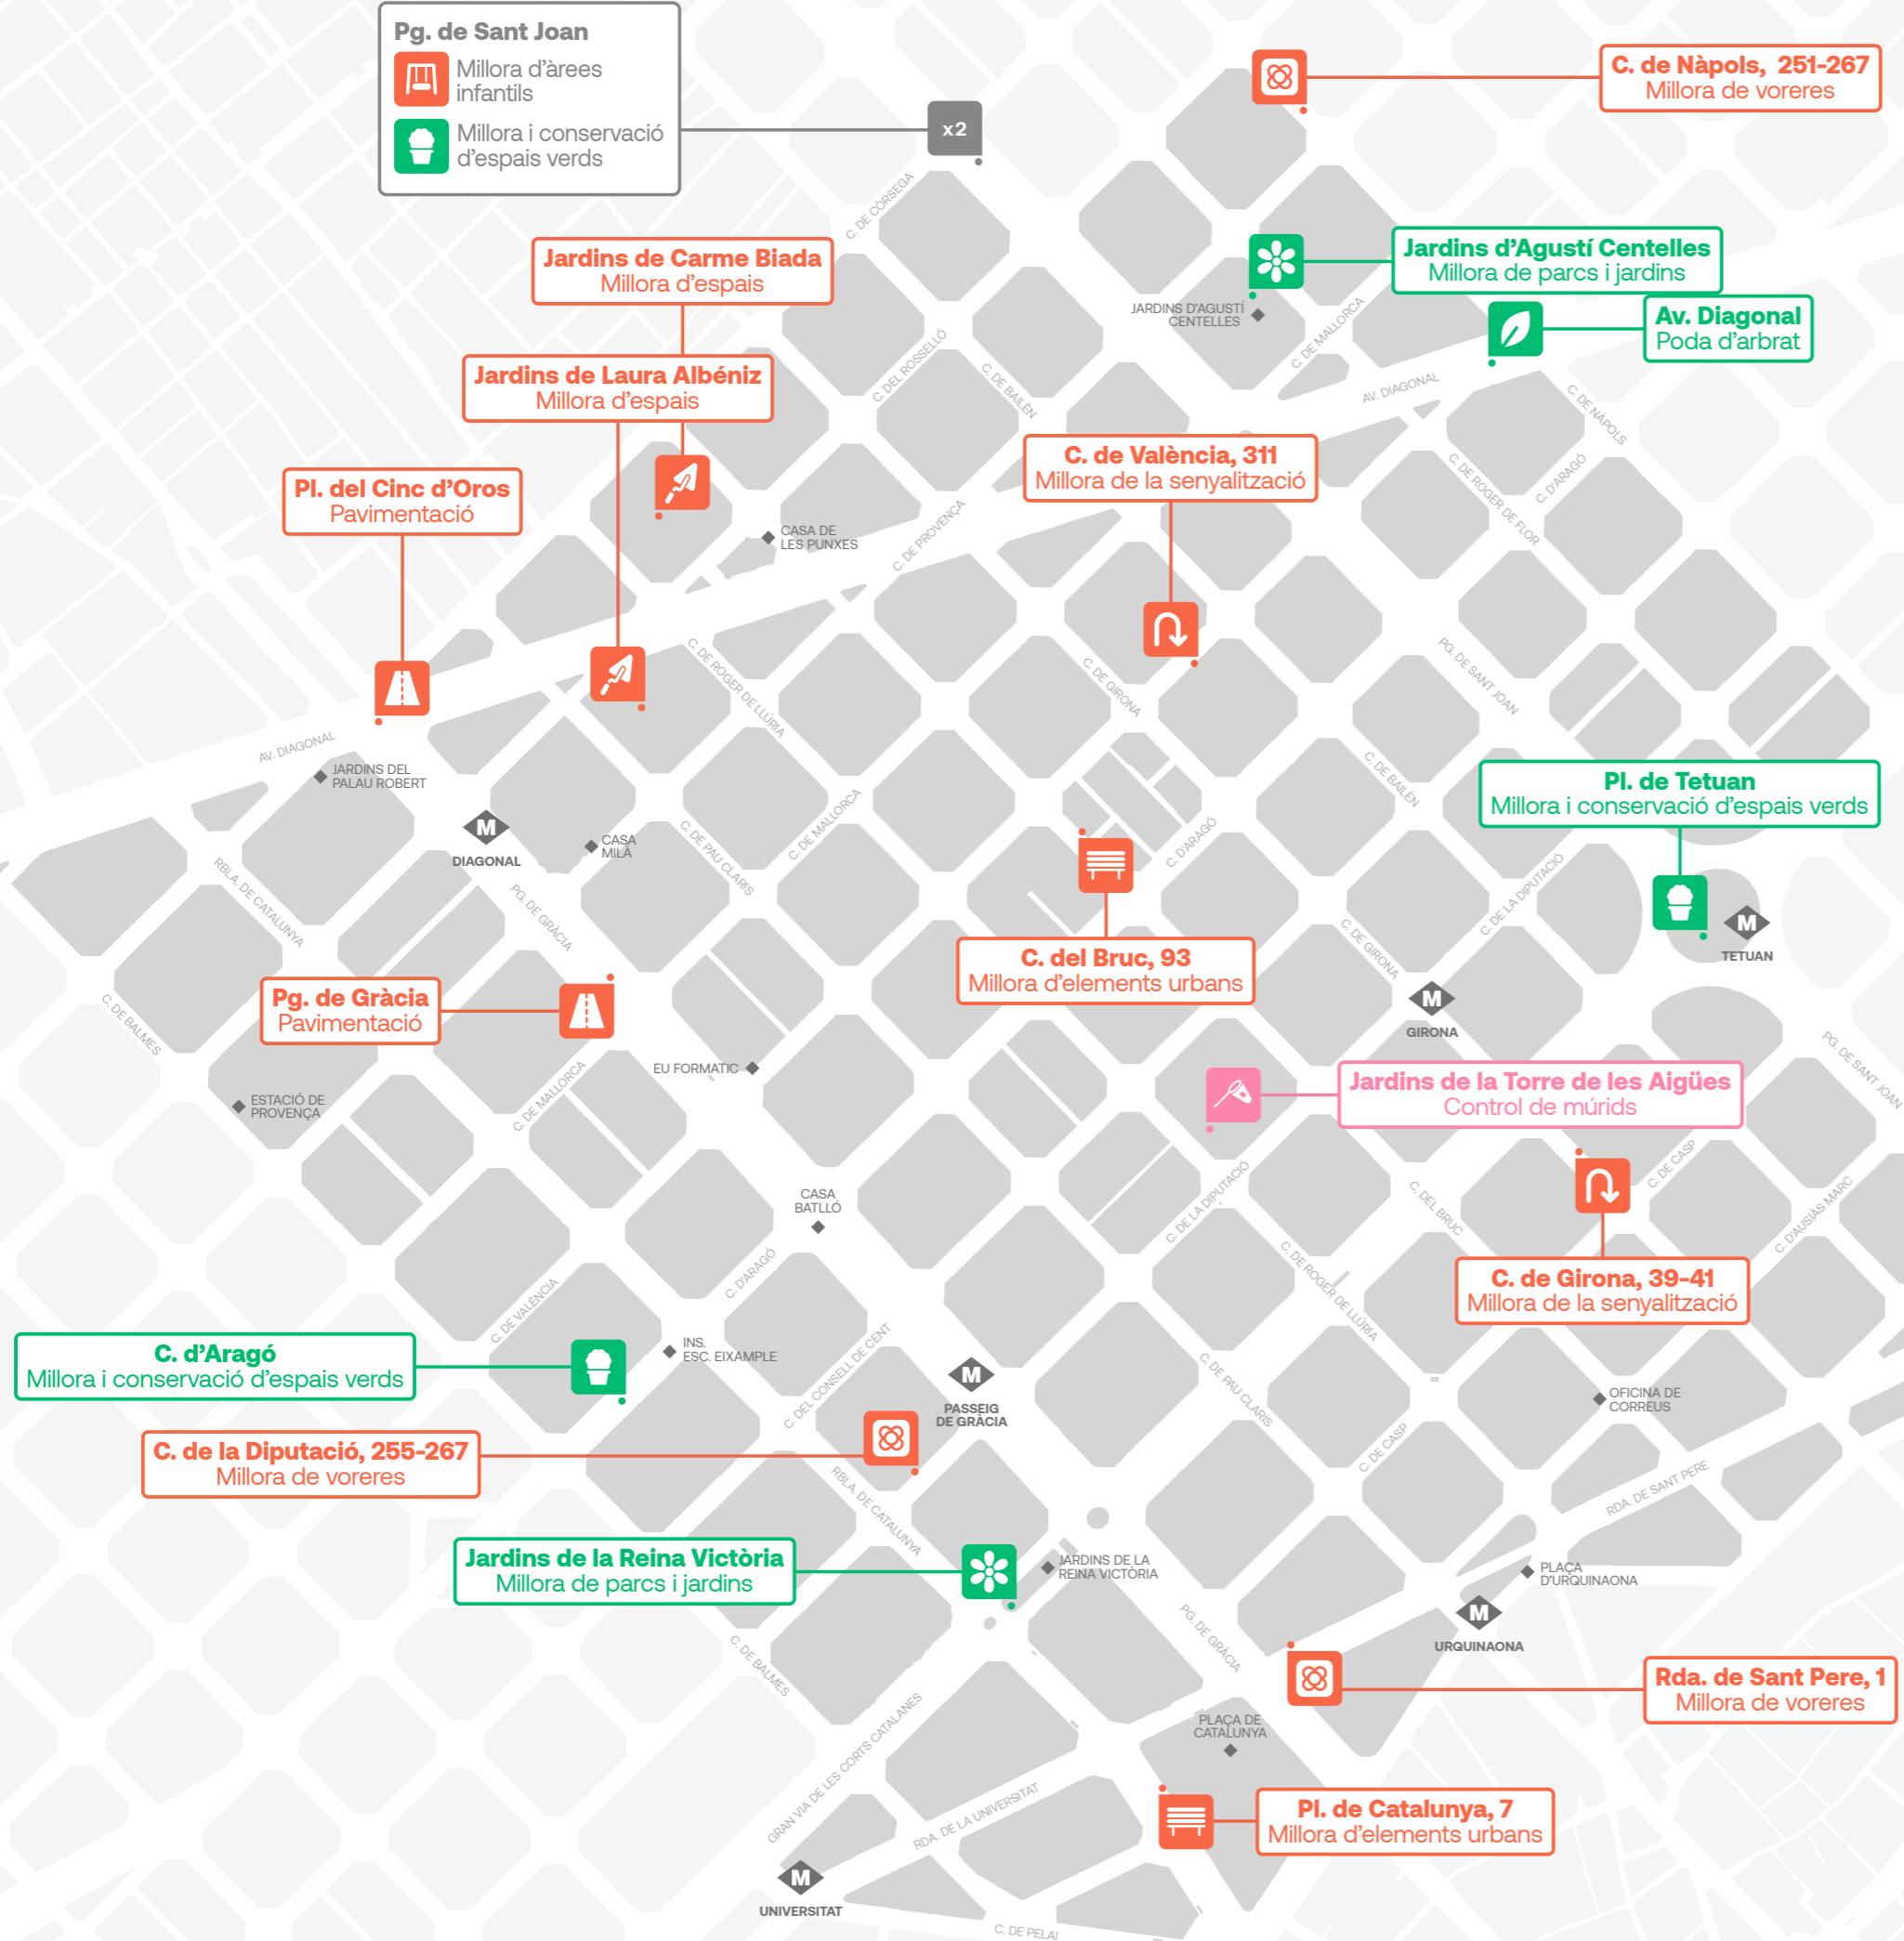 Pg. de Sant Joan
Millora d'àrees
infantils
Millora i conservació
d'espais verds
x2
C. de Nàpols, 251-267
Millora de voreres
C. DE CÒRSEGA
Jardins de Carme Biada
Millora d'espais
Jardins d'Agustí Centelles
Millora de parcs i jardins
JARDINS D'AGUSTÍ
CENTELLES
C. DE MALLORCA
Av. Diagonal
Poda d'arbrat
Jardins de Laura Albéniz
Millora d'espais
C. DEL ROSSELLÓ
C. DE BAILÈN
AV. DIAGONAL
C. DE NÀPOLS
C. de València, 311
Millora de la senyalització
C. DE ROGER DE FLOR
C. D'ARAGÓ
Pl. del Cinc d'Oros
Pavimentació
CASA DE
LES PUNXES
C. DE PROVENÇA
C. DE ROGER DE LLÚRIA
C. DE GIRONA
PG. DE SANT JOAN
AV. DIAGONAL
JARDINS DEL
PALAU ROBERT
M
DIAGONAL
CASA
MILÀ
C. DE PAU CLARIS
C. DE MALLORCA
C. D'ARAGÓ
C. DE BAILÈN
Pl. de Tetuan
Millora i conservació d'espais verds
RBLA. DE CATALUNYA
PG. DE GRÀCIA
C. DE LA DIPUTACIÓ
M
TETUAN
C. del Bruc, 93
Millora d'elements urbans
C. DE GIRONA
M
GIRONA
Pg. de Gràcia
Pavimentació
C. DE BALMES
EU FORMATIC
PG. DE SANT JOAN
Jardins de la Torre de les Aigües
Control de múrids
ESTACIÓ DE
PROVENÇA
C. DE MALLORCA
C. DE CASP
CASA
BATLLÓ
C. DE LA DIPUTACIÓ
C. DEL BRUC
C. D'AUSIÀS MARC
C. D'ARAGÓ
C. DE ROGER DE LLÚRIA
C. de Girona, 39-41
Millora de la senyalització
C. DE VALÈNCIA
C. d'Aragó
Millora i conservació d'espais verds
INS.
ESC. EIXAMPLE
C. DEL CONSELL DE CENT
M
PASSEIG
DE GRÀCIA
C. DE PAU CLARIS
OFICINA DE
CORREUS
C. de la Diputació, 255-267
Millora de voreres
C. DE CASP
RDA. DE SANT PERE
RBLA. DE CATALUNYA
Jardins de la Reina Victòria
Millora de parcs i jardins
JARDINS DE LA
REINA VICTÒRIA
PLAÇA
D'URQUINAONA
M
URQUINAONA
C. DE BALMES
PG. DE GRÀCIA
Rda. de Sant Pere, 1
Millora de voreres
PLAÇA DE
CATALUNYA
GRAN VIA DE LES CORTS CATALANES
RDA. DE LA UNIVERSITAT
Pl. de Catalunya, 7
Millora d'elements urbans
M
UNIVERSITAT
C. DE PELAI